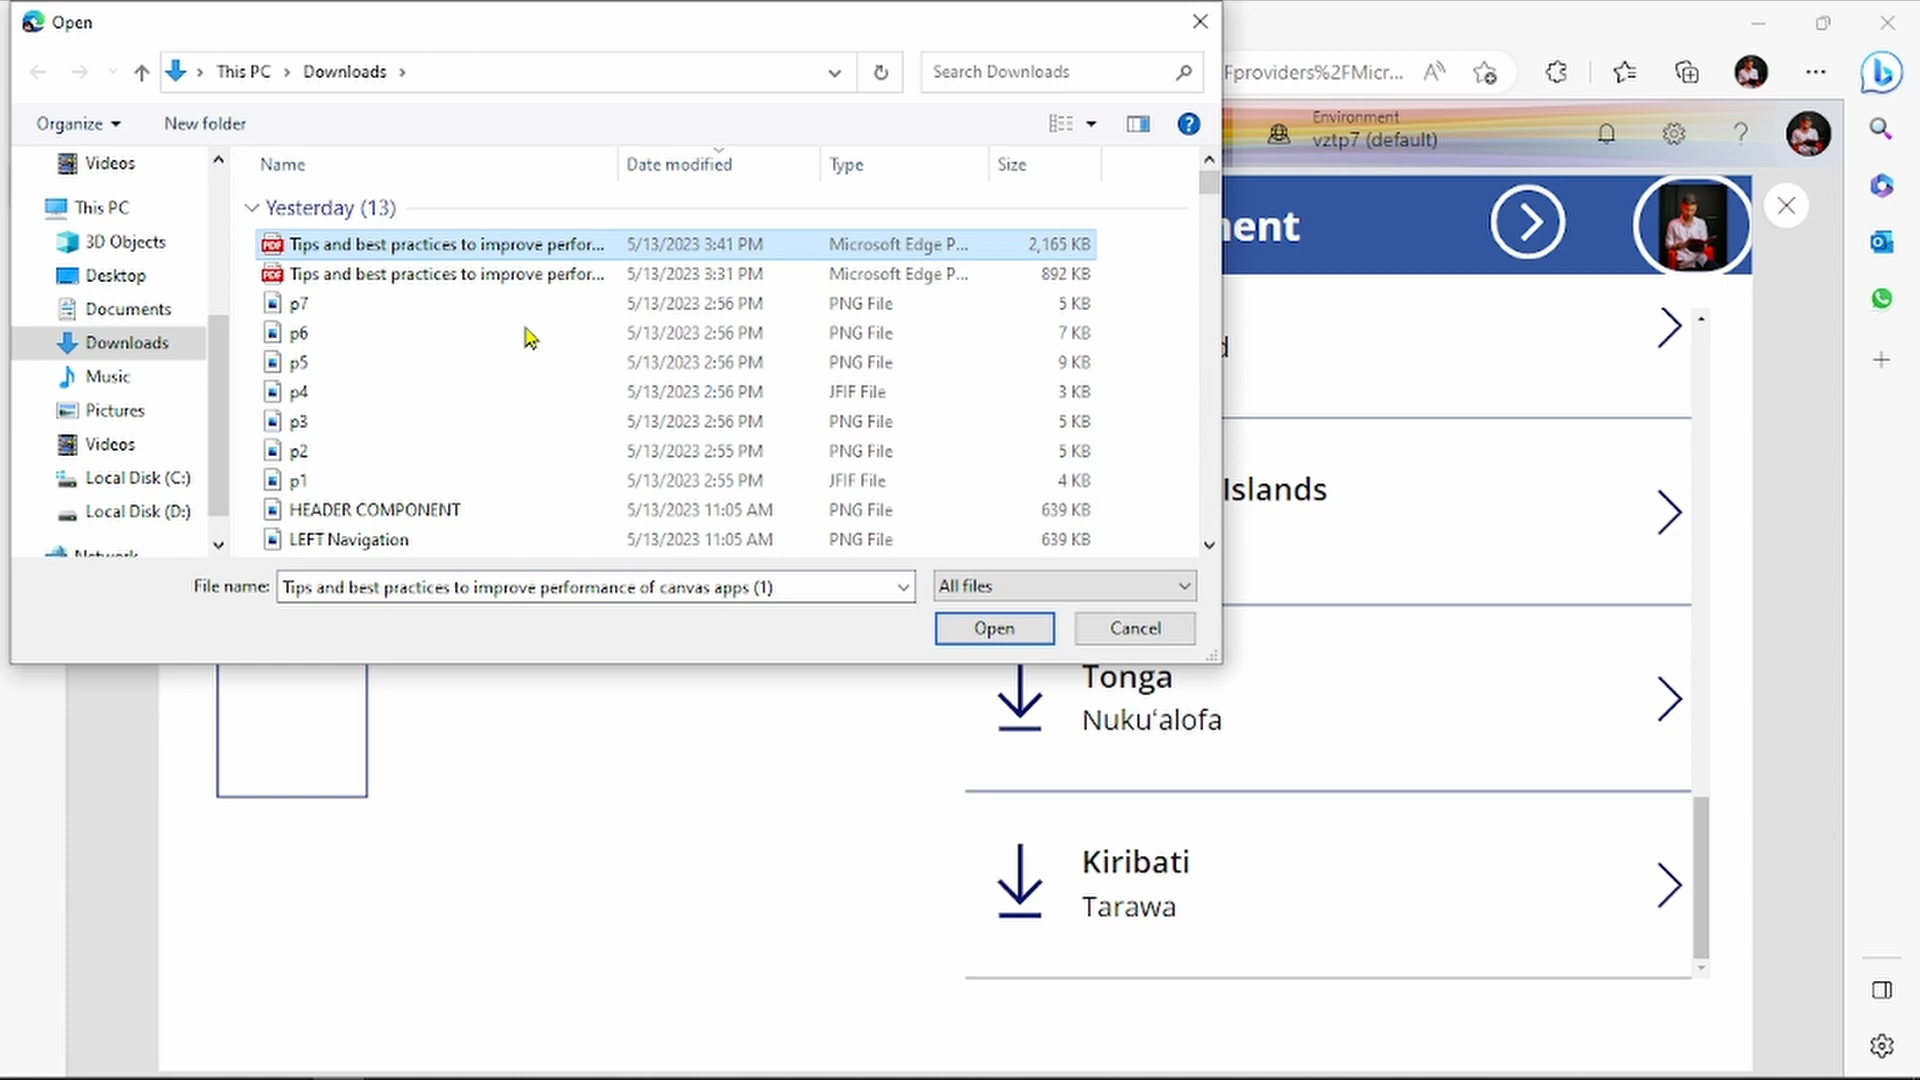 Open
This PC
Downloads
Search Downloads
Fproviders%2FMicr...
Organize
New folder
Environment
vztp7 (default)
Videos
This PC
3D Objects
Desktop
Documents
Downloads
Music
Pictures
Videos
Local Disk (C:)
Local Disk (D:)
Network
Name Date modified Type Size
Yesterday (13)
Tips and best practices to improve perfor... 5/13/2023 3:41 PM Microsoft Edge P... 2,165 KB
Tips and best practices to improve perfor... 5/13/2023 3:31 PM Microsoft Edge P... 892 KB
p7 5/13/2023 2:56 PM PNG File 5 KB
p6 5/13/2023 2:56 PM PNG File 7 KB
p5 5/13/2023 2:56 PM PNG File 9 KB
p4 5/13/2023 2:56 PM JFIF File 3 KB
p3 5/13/2023 2:56 PM PNG File 5 KB
p2 5/13/2023 2:55 PM PNG File 5 KB
p1 5/13/2023 2:55 PM JFIF File 4 KB
HEADER COMPONENT 5/13/2023 11:05 AM PNG File 639 KB
LEFT Navigation 5/13/2023 11:05 AM PNG File 639 KB
File name: Tips and best practices to improve performance of canvas apps (1)
All files
Open
Cancel
Islands
Tonga
Nukuʻalofa
Kiribati
Tarawa